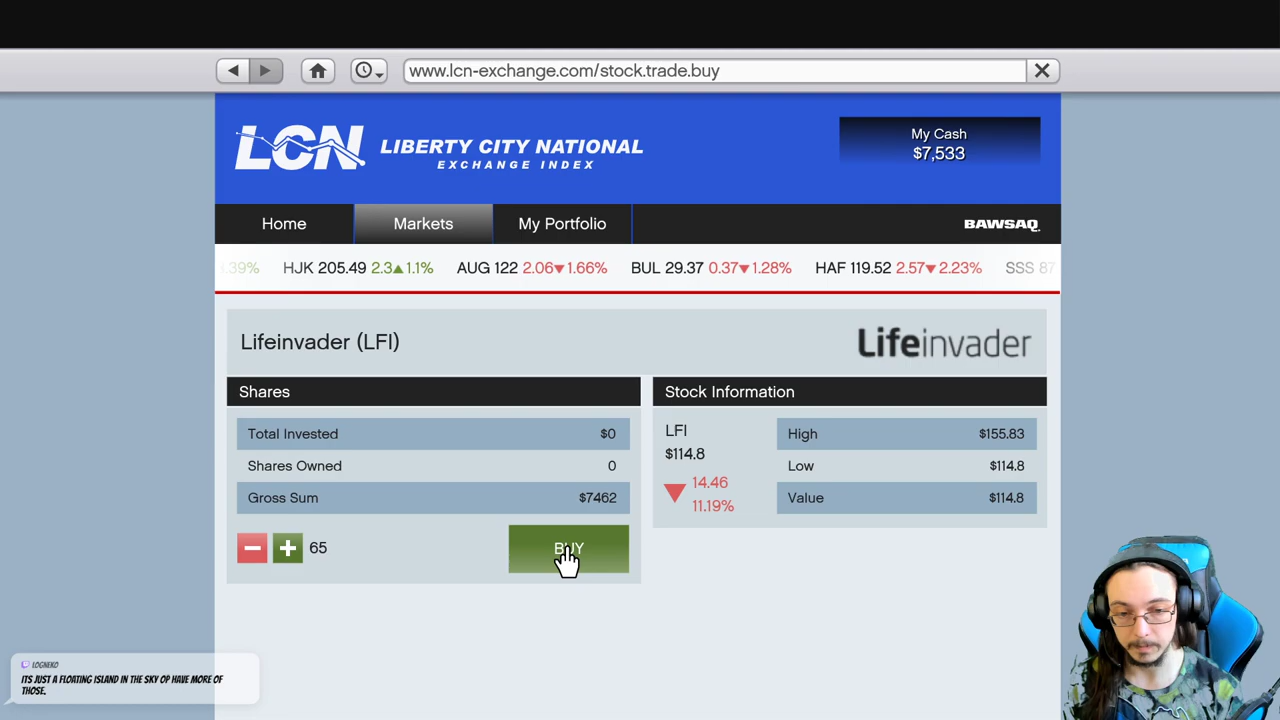 www.lcn-exchange.com/stock.trade.buy
LCN LIBERTY CITY NATIONAL
EXCHANGE INDEX
My Cash
$7,533
Home Markets My Portfolio BAWSAQ
.39% HJK 205.49 2.3▲1.1% AUG 122 2.06▼1.66% BUL 29.37 0.37▼1.28% HAF 119.52 2.57▼2.23% SSS 87
Lifeinvader (LFI) Lifeinvader
Shares
Total Invested $0
Shares Owned 0
Gross Sum $7462
65 BUY
Stock Information
LFI
$114.8
14.46
11.19%
High $155.83
Low $114.8
Value $114.8
LOGNEKO
ITS JUST A FLOATING ISLAND IN THE SKY OP HAVE MORE OF
THOSE.